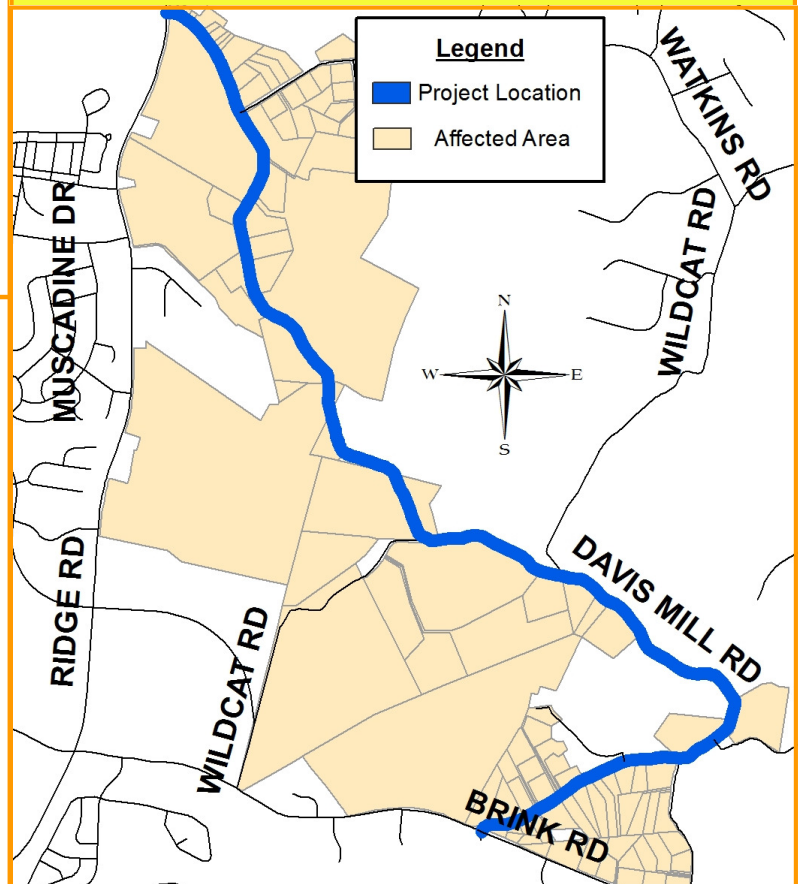 Legend
Project Location
Affected Area
WATKINS RD
WILDCAT RD
MUSCADINE DR
N
W
E
S
DAVIS MILL RD
RIDGE RD
WILDCAT RD
BRINK RD